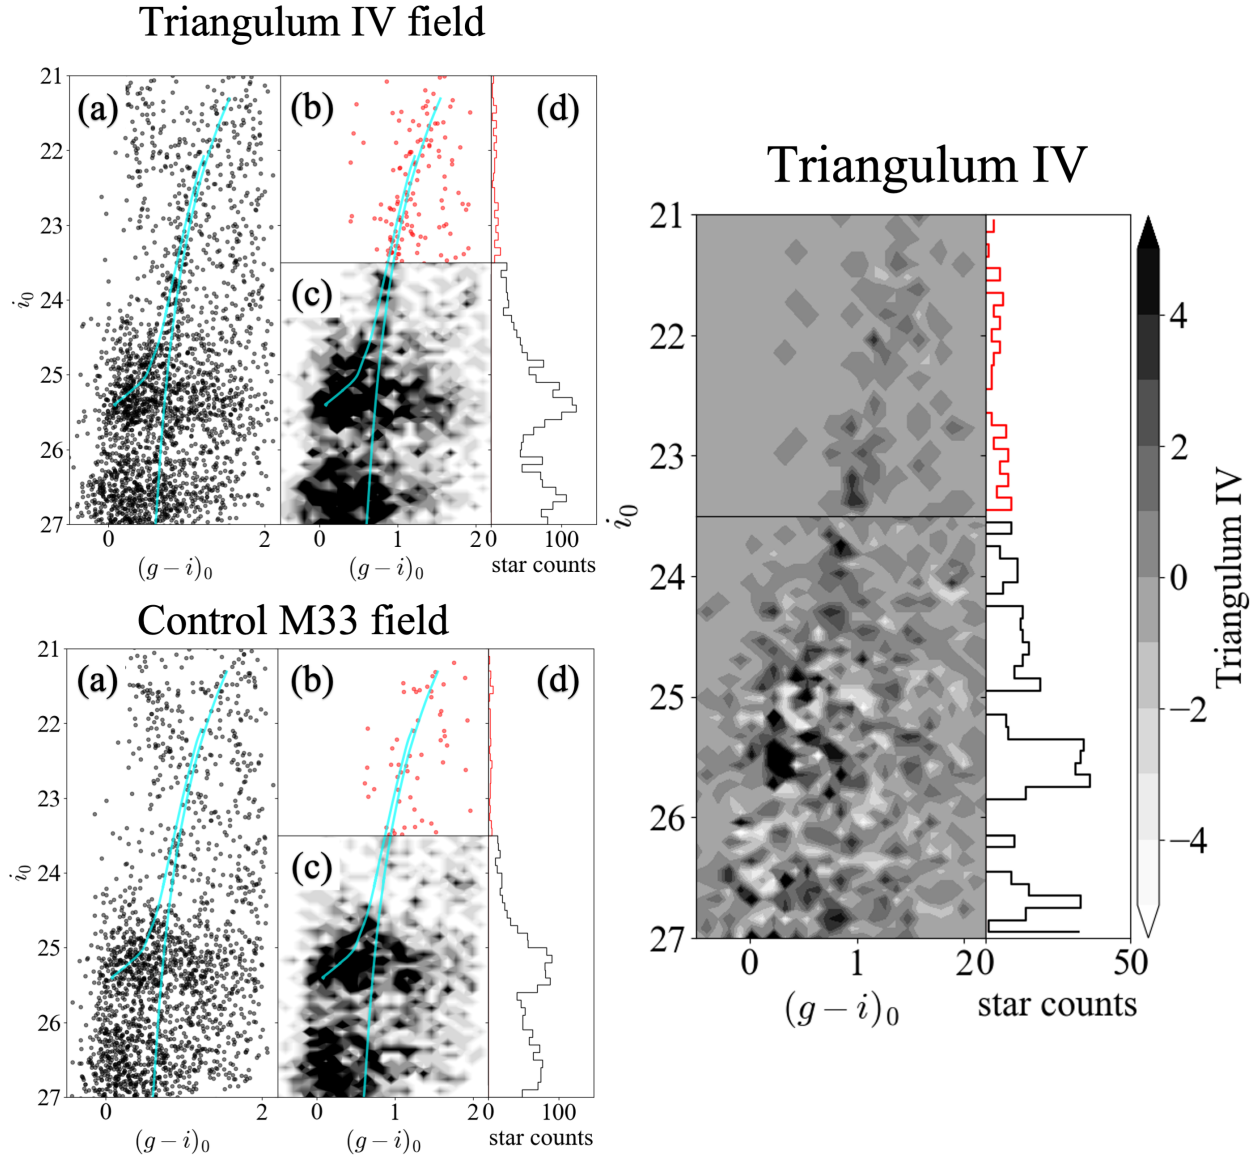 Triangulum IV field
(a)
(b)
(c)
(d)
21
22
23
24
25
26
27
i₀
0
2
0
1
2 0
100
(g − i)₀
(g − i)₀
star counts
Control M33 field
(a)
(b)
(c)
(d)
21
22
23
24
25
26
27
i₀
0
2
0
1
2 0
100
(g − i)₀
(g − i)₀
star counts
Triangulum IV
21
22
23
24
25
26
27
i₀
0
1
2 0
50
(g − i)₀
star counts
4
2
0
−2
−4
Triangulum IV